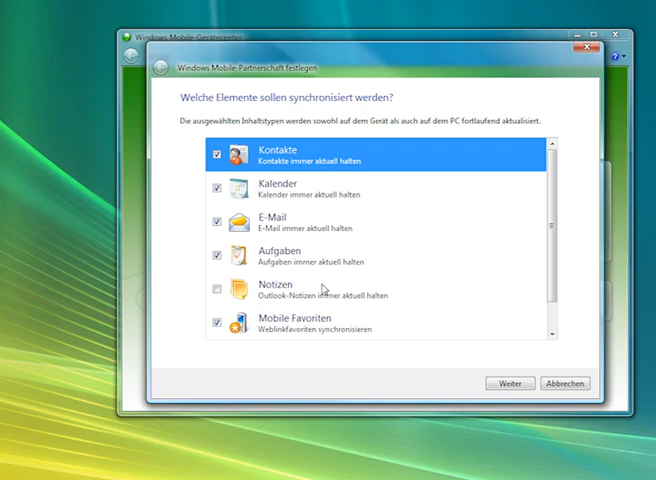 Windows Mobile-Gerätecenter
Windows Mobile-Partnerschaft festlegen
Welche Elemente sollen synchronisiert werden?
Die ausgewählten Inhaltstypen werden sowohl auf dem Gerät als auch auf dem PC fortlaufend aktualisiert.
Kontakte
Kontakte immer aktuell halten
Kalender
Kalender immer aktuell halten
E-Mail
E-Mail immer aktuell halten
Aufgaben
Aufgaben immer aktuell halten
Notizen
Outlook-Notizen immer aktuell halten
Mobile Favoriten
Weblinkfavoriten synchronisieren
Weiter
Abbrechen